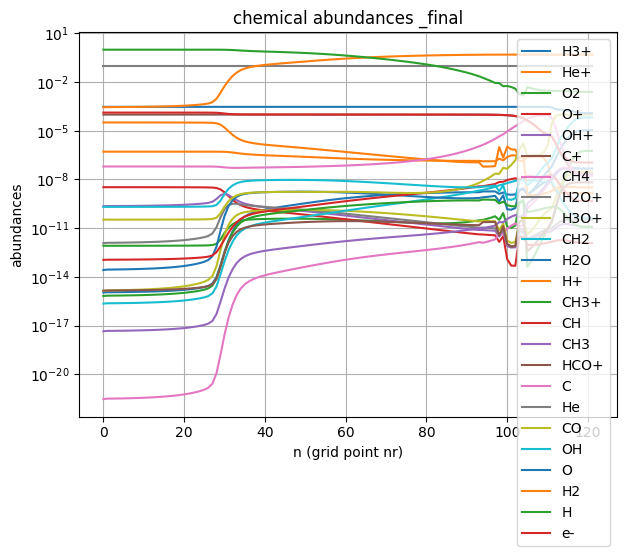 chemical abundances _final
abundances
10^1
10^-2
10^-5
10^-8
10^-11
10^-14
10^-17
10^-20
0 20 40 60 80 100 120
n (grid point nr)
H3+
He+
O2
O+
OH+
C+
CH4
H2O+
H3O+
CH2
H2O
H+
CH3+
CH
CH3
HCO+
C
He
CO
OH
O
H2
H
e-